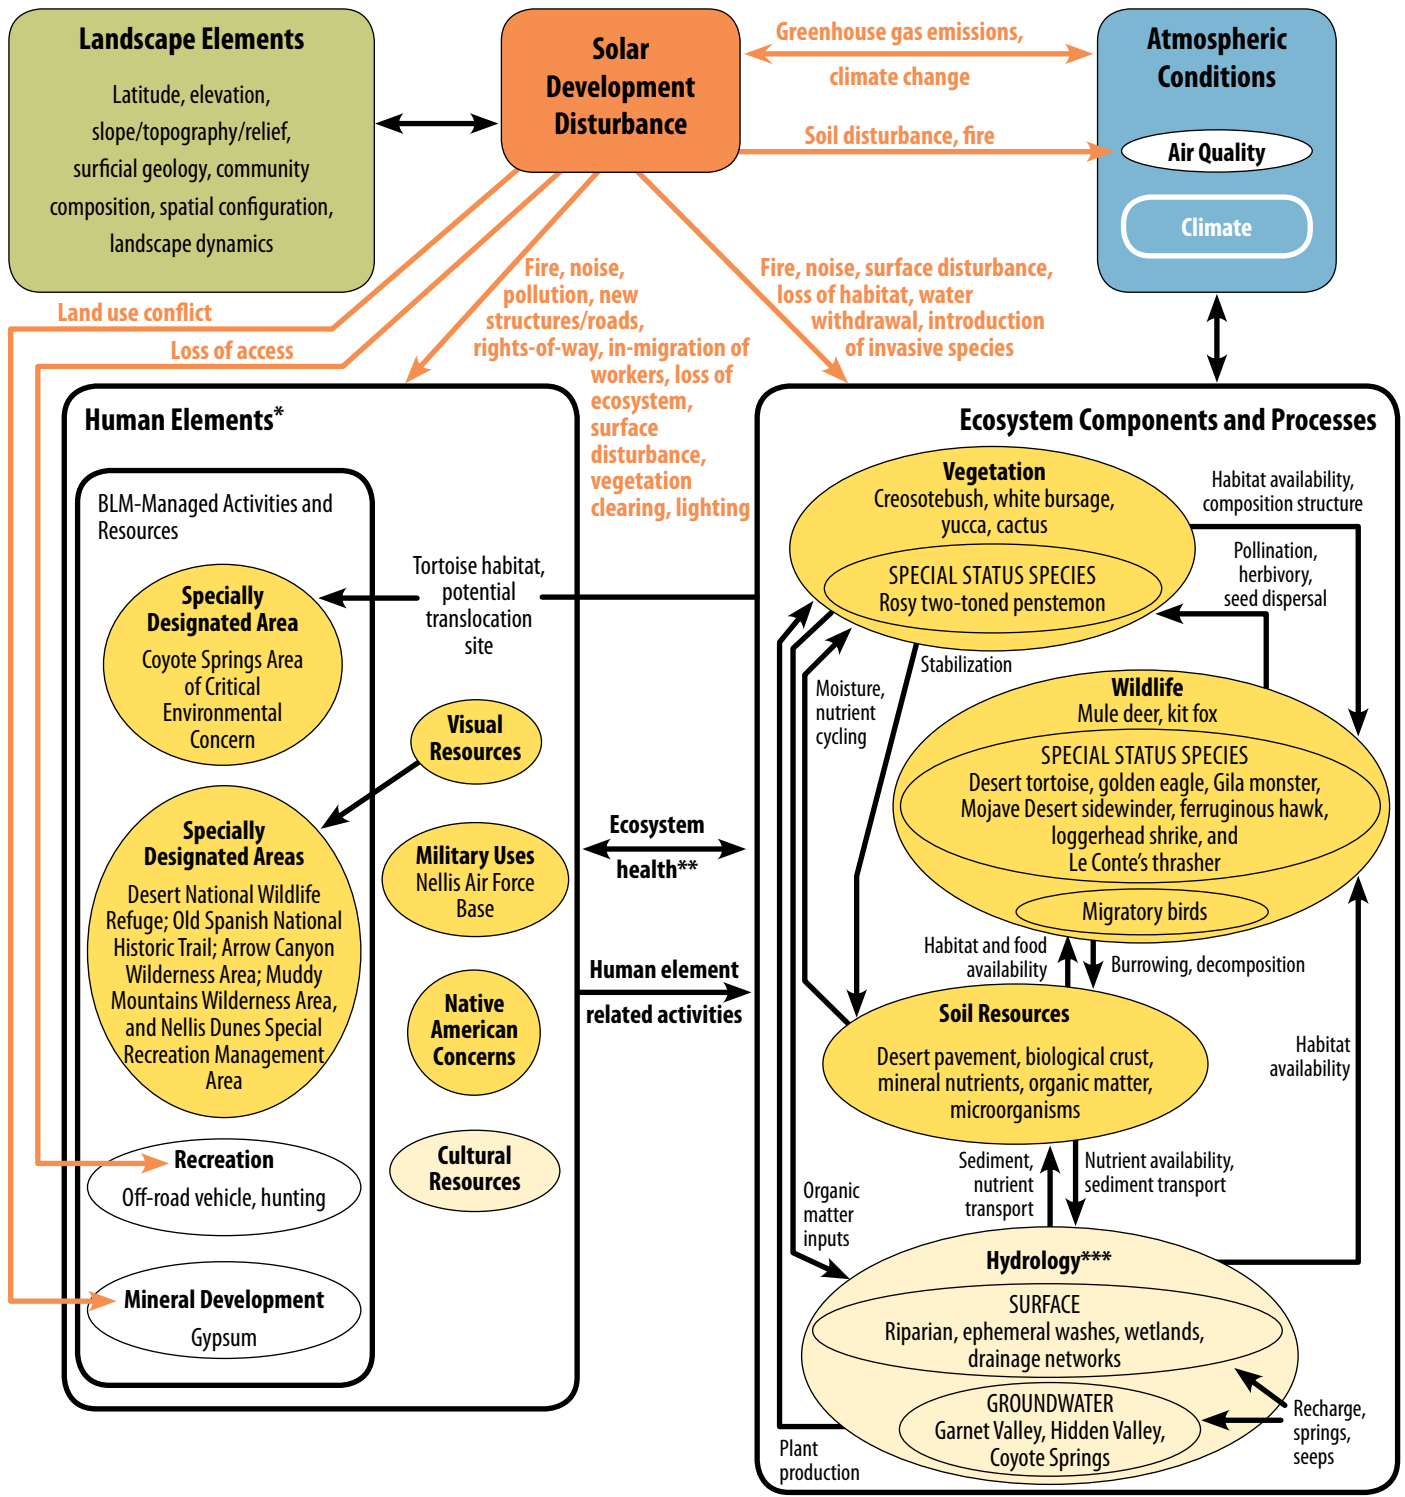 Landscape Elements
Latitude, elevation,
slope/topography/relief,
surficial geology, community
composition, spatial configuration,
landscape dynamics
Solar
Development
Disturbance
Greenhouse gas emissions,
climate change
Soil disturbance, fire
Atmospheric
Conditions
Air Quality
Climate
Land use conflict
Loss of access
Fire, noise,
pollution, new
structures/roads,
rights-of-way, in-migration of
workers, loss of
ecosystem,
surface
disturbance,
vegetation
clearing, lighting
Fire, noise, surface disturbance,
loss of habitat, water
withdrawal, introduction
of invasive species
Human Elements*
BLM-Managed Activities and
Resources
Specially
Designated Area
Coyote Springs Area
of Critical
Environmental
Concern
Specially
Designated Areas
Desert National Wildlife
Refuge; Old Spanish National
Historic Trail; Arrow Canyon
Wilderness Area; Muddy
Mountains Wilderness Area,
and Nellis Dunes Special
Recreation Management
Area
Recreation
Off-road vehicle, hunting
Mineral Development
Gypsum
Tortoise habitat,
potential
translocation
site
Visual
Resources
Military Uses
Nellis Air Force
Base
Native
American
Concerns
Cultural
Resources
Ecosystem
health**
Human element
related activities
Ecosystem Components and Processes
Vegetation
Creosotebush, white bursage,
yucca, cactus
SPECIAL STATUS SPECIES
Rosy two-toned penstemon
Habitat availability,
composition structure
Pollination,
herbivory,
seed dispersal
Stabilization
Moisture,
nutrient
cycling
Wildlife
Mule deer, kit fox
SPECIAL STATUS SPECIES
Desert tortoise, golden eagle, Gila monster,
Mojave Desert sidewinder, ferruginous hawk,
loggerhead shrike, and
Le Conte's thrasher
Migratory birds
Habitat and food
availability
Burrowing, decomposition
Soil Resources
Desert pavement, biological crust,
mineral nutrients, organic matter,
microorganisms
Habitat
availability
Sediment,
nutrient
transport
Nutrient availability,
sediment transport
Organic
matter
inputs
Hydrology***
SURFACE
Riparian, ephemeral washes, wetlands,
drainage networks
GROUNDWATER
Garnet Valley, Hidden Valley,
Coyote Springs
Recharge,
springs,
seeps
Plant
production